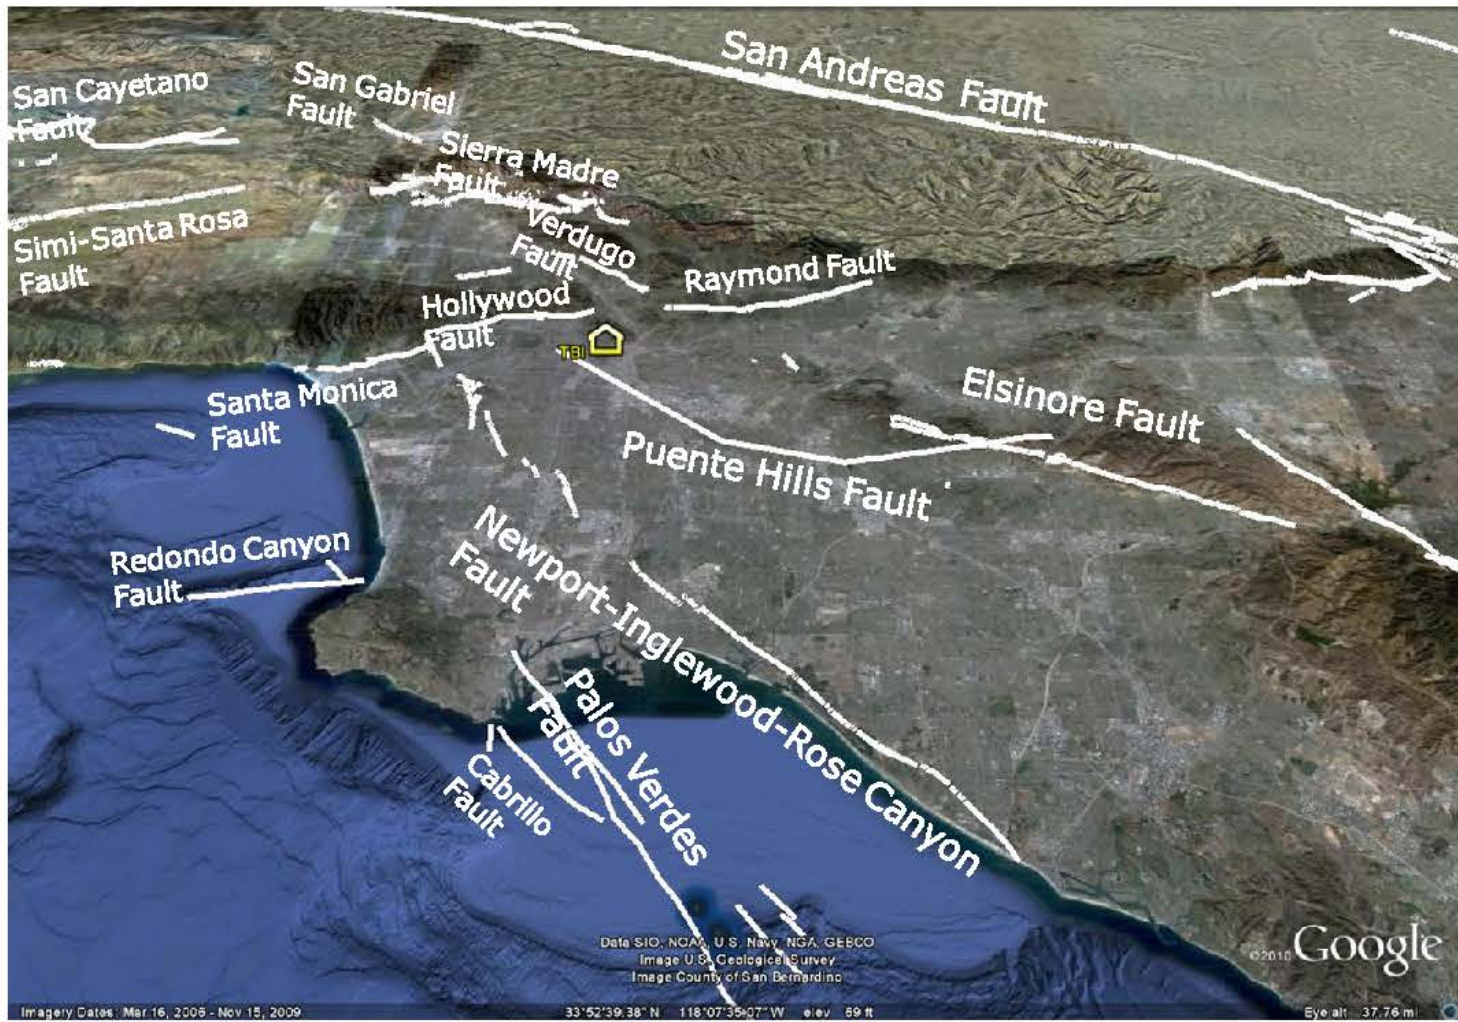 San Andreas Fault
San Cayetano
Fault
San Gabriel
Fault
Sierra Madre
Fault
Simi-Santa Rosa
Fault
Verdugo
Fault
Raymond Fault
Hollywood
Fault
TBI
Santa Monica
Fault
Elsinore Fault
Puente Hills Fault
Redondo Canyon
Fault
Newport-Inglewood-Rose Canyon
Fault
Palos Verdes
Fault
Cabrillo
Fault
Data SIO, NOAA, U.S. Navy, NGA, GEBCO
Image U.S. Geological Survey
Image County of San Bernardino
©2010 Google
Imagery Dates: Mar 16, 2006 - Nov 15, 2009
33°52'39.38" N 118°07'35.07" W elev 69 ft
Eye alt 37.76 mi